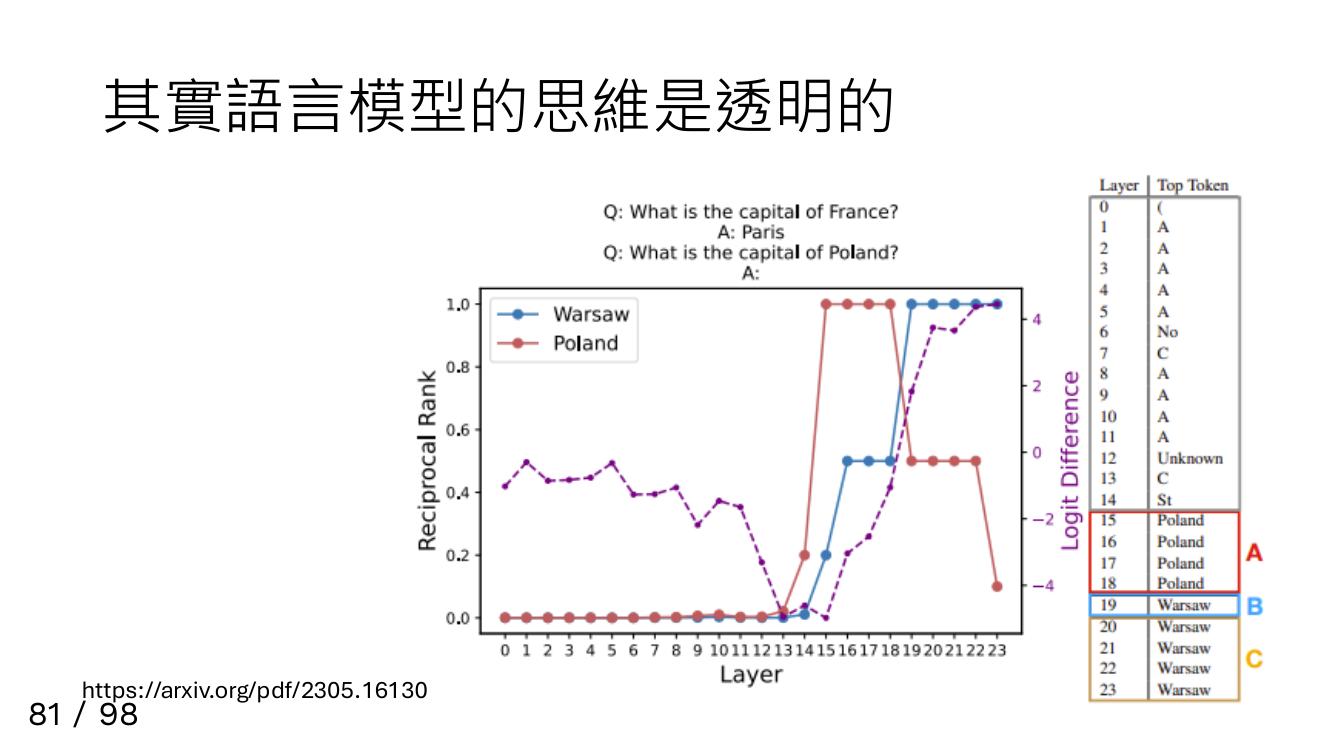 其實語言模型的思維是透明的
Q: What is the capital of France?
A: Paris
Q: What is the capital of Poland?
A:
Warsaw
Poland
Reciprocal Rank
1.0
0.8
0.6
0.4
0.2
0.0
4
2
0
−2
−4
Logit Difference
0 1 2 3 4 5 6 7 8 9 10 11 12 13 14 15 16 17 18 19 20 21 22 23
Layer
Layer Top Token
0 (
1 A
2 A
3 A
4 A
5 A
6 No
7 C
8 A
9 A
10 A
11 A
12 Unknown
13 C
14 St
15 Poland
16 Poland
17 Poland
18 Poland
A
19 Warsaw
B
20 Warsaw
21 Warsaw
22 Warsaw
23 Warsaw
C
https://arxiv.org/pdf/2305.16130
81 / 98